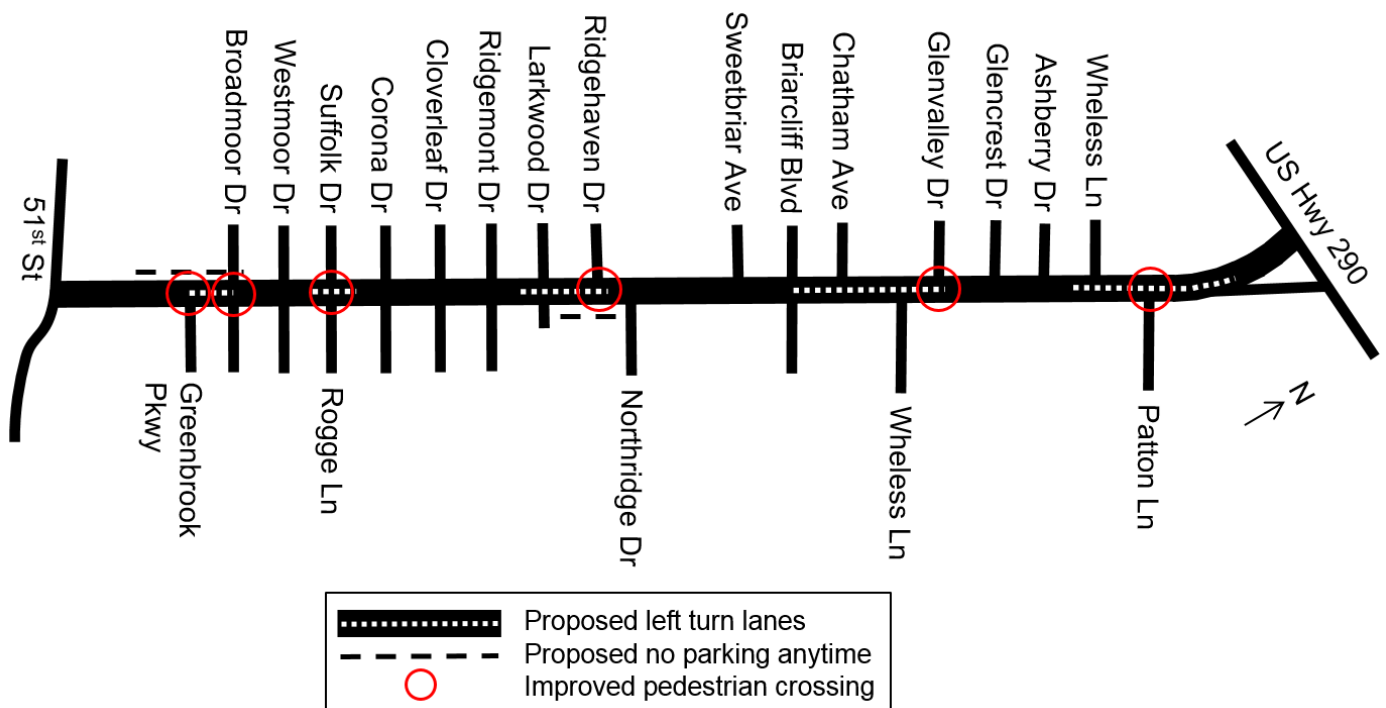 51st St
Broadmoor Dr
Westmoor Dr
Suffolk Dr
Corona Dr
Cloverleaf Dr
Ridgemont Dr
Larkwood Dr
Ridgehaven Dr
Sweetbriar Ave
Briarcliff Blvd
Chatham Ave
Glenvalley Dr
Glencrest Dr
Ashberry Dr
Wheless Ln
US Hwy 290
Greenbrook
Pkwy
Rogge Ln
Northridge Dr
Wheless Ln
Patton Ln
N
Proposed left turn lanes
Proposed no parking anytime
Improved pedestrian crossing